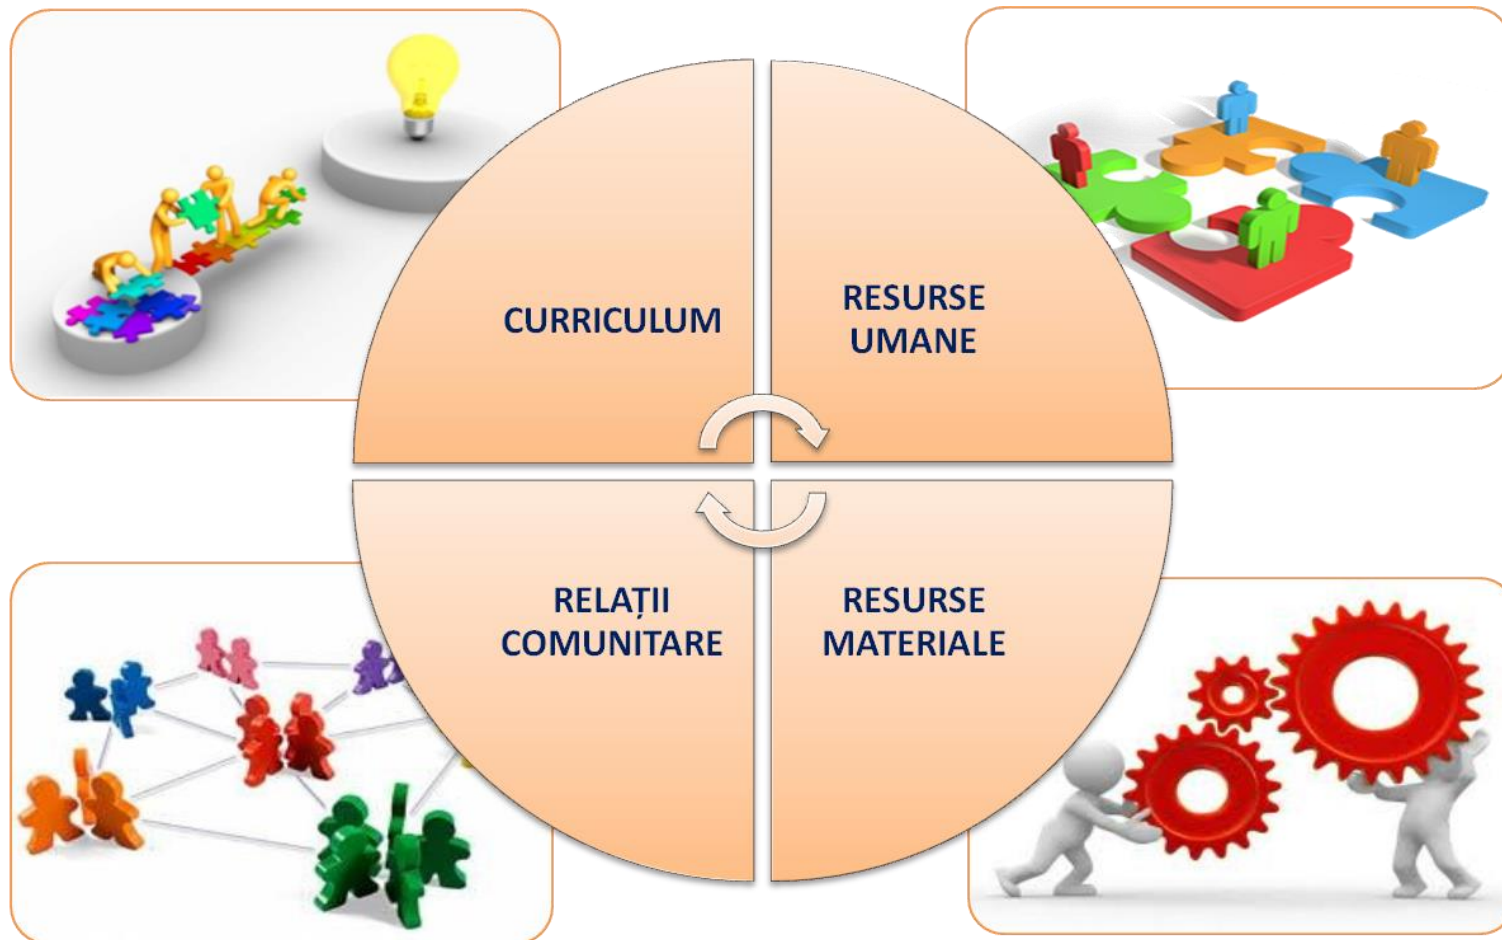 CURRICULUM
RESURSE
UMANE
RELAȚII
COMUNITARE
RESURSE
MATERIALE